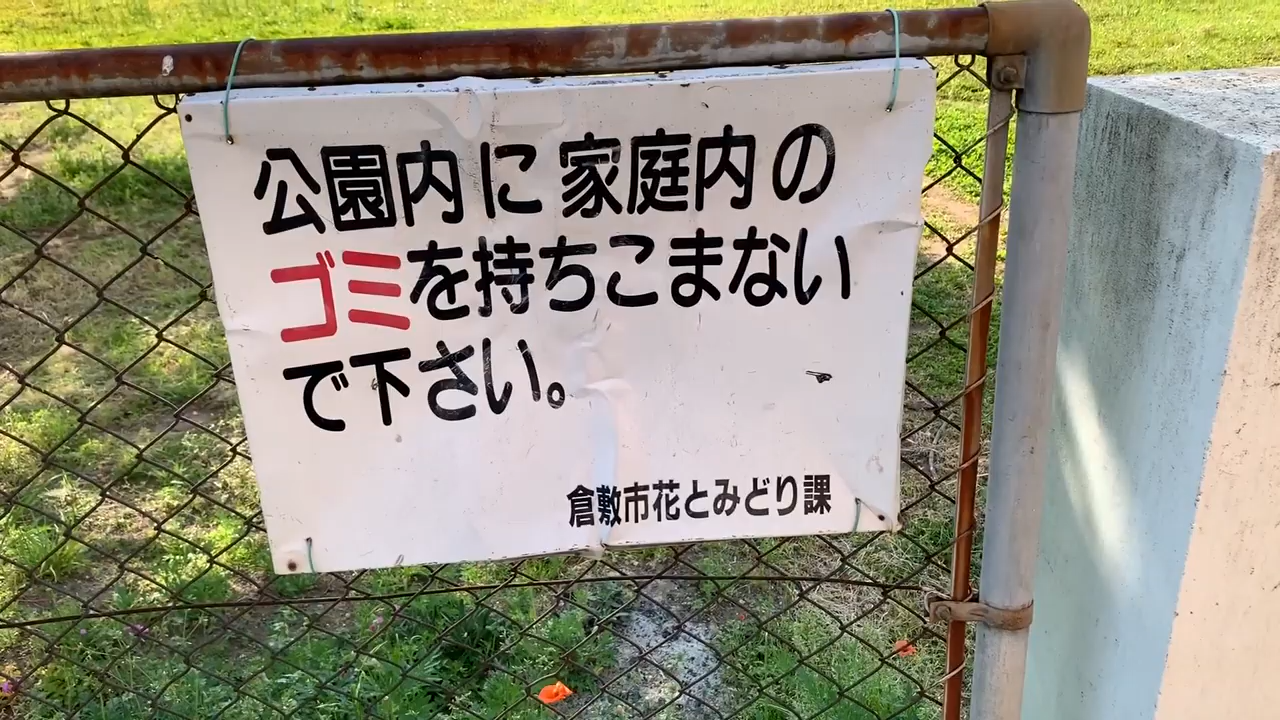 公園内に家庭内の
ゴミを持ちこまない
で下さい。
倉敷市花とみどり課